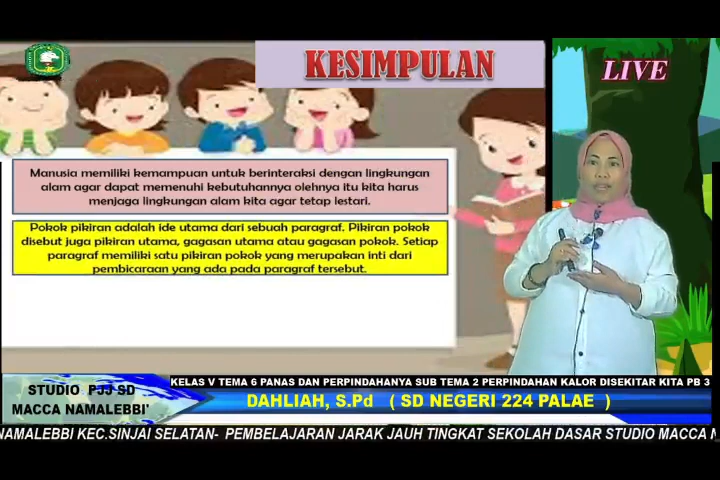 KESIMPULAN
LIVE
Manusia memiliki kemampuan untuk berinteraksi dengan lingkungan
alam agar dapat memenuhi kebutuhannya olehnya itu kita harus
menjaga lingkungan alam kita agar tetap lestari.
Pokok pikiran adalah ide utama dari sebuah paragraf. Pikiran pokok
disebut juga pikiran utama, gagasan utama atau gagasan pokok. Setiap
paragraf memiliki satu pikiran pokok yang merupakan inti dari
pembicaraan yang ada pada paragraf tersebut.
KELAS V TEMA 6 PANAS DAN PERPINDAHANYA SUB TEMA 2 PERPINDAHAN KALOR DISEKITAR KITA PB 3
STUDIO PJJ SD
MACCA NAMALEBBI'
DAHLIAH, S.Pd ( SD NEGERI 224 PALAE )
NAMALEBBI KEC.SINJAI SELATAN- PEMBELAJARAN JARAK JAUH TINGKAT SEKOLAH DASAR STUDIO MACCA